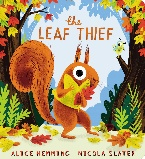 the
LEAF THIEF
ALICE HEMMING
NICOLA SLATER